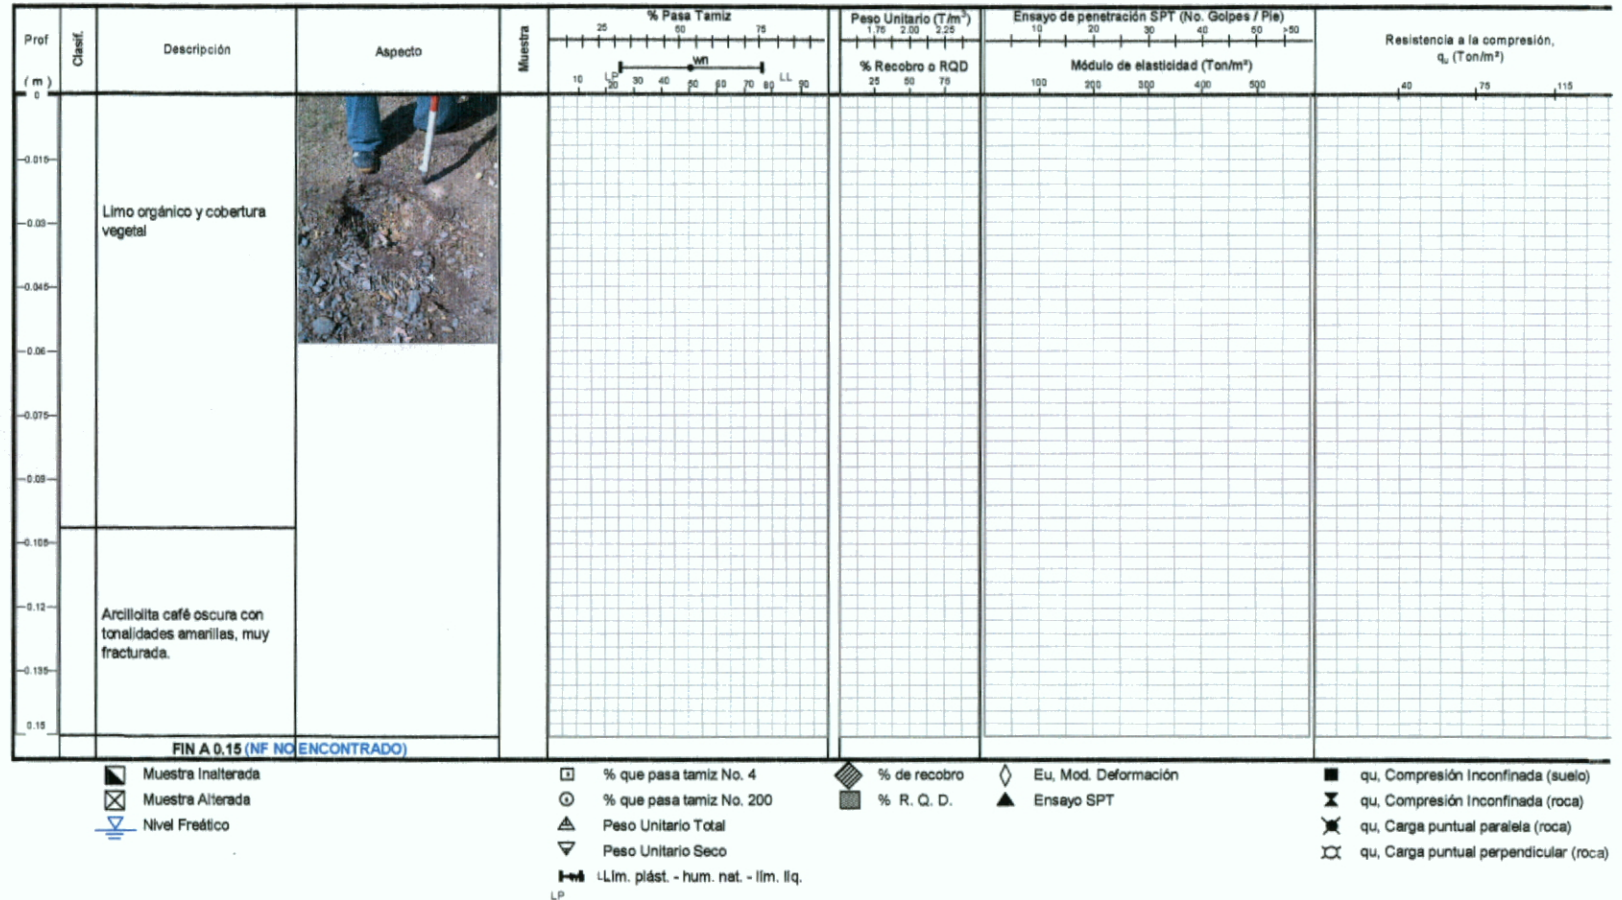 Prof
( m )
Clasif.
Descripción
Aspecto
Muestra
% Pasa Tamiz
25 50 75
wn
LP LL
10 20 30 40 50 60 70 80 90
Peso Unitario (T/m³)
1.75 2.00 2.25
% Recobro o RQD
25 50 75
Ensayo de penetración SPT (No. Golpes / Pie)
10 20 30 40 50 >50
Módulo de elasticidad (Ton/m²)
100 200 300 400 500
Resistencia a la compresión,
qu (Ton/m²)
40 75 115
0
0.015
0.03
0.045
0.06
0.075
0.09
0.105
0.12
0.135
0.15
Limo orgánico y cobertura
vegetal
Arcillolita café oscura con
tonalidades amarillas, muy
fracturada.
FIN A 0.15 (NF NO ENCONTRADO)
Muestra Inalterada
Muestra Alterada
Nivel Freático
% que pasa tamiz No. 4
% que pasa tamiz No. 200
Peso Unitario Total
Peso Unitario Seco
LLím. plást. - hum. nat. - lím. líq.
LP
% de recobro
% R. Q. D.
Eu, Mod. Deformación
Ensayo SPT
qu, Compresión Inconfinada (suelo)
qu, Compresión Inconfinada (roca)
qu, Carga puntual paralela (roca)
qu, Carga puntual perpendicular (roca)